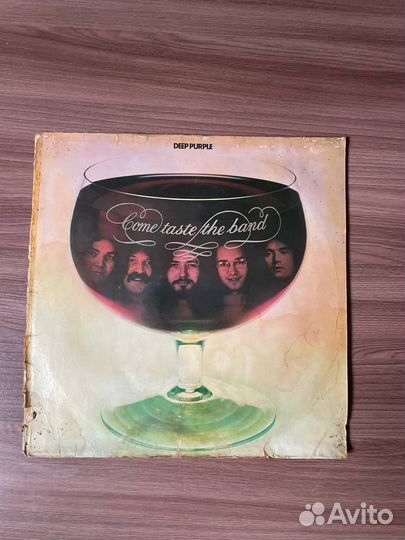 DEEP PURPLE
Come taste the band
Avito